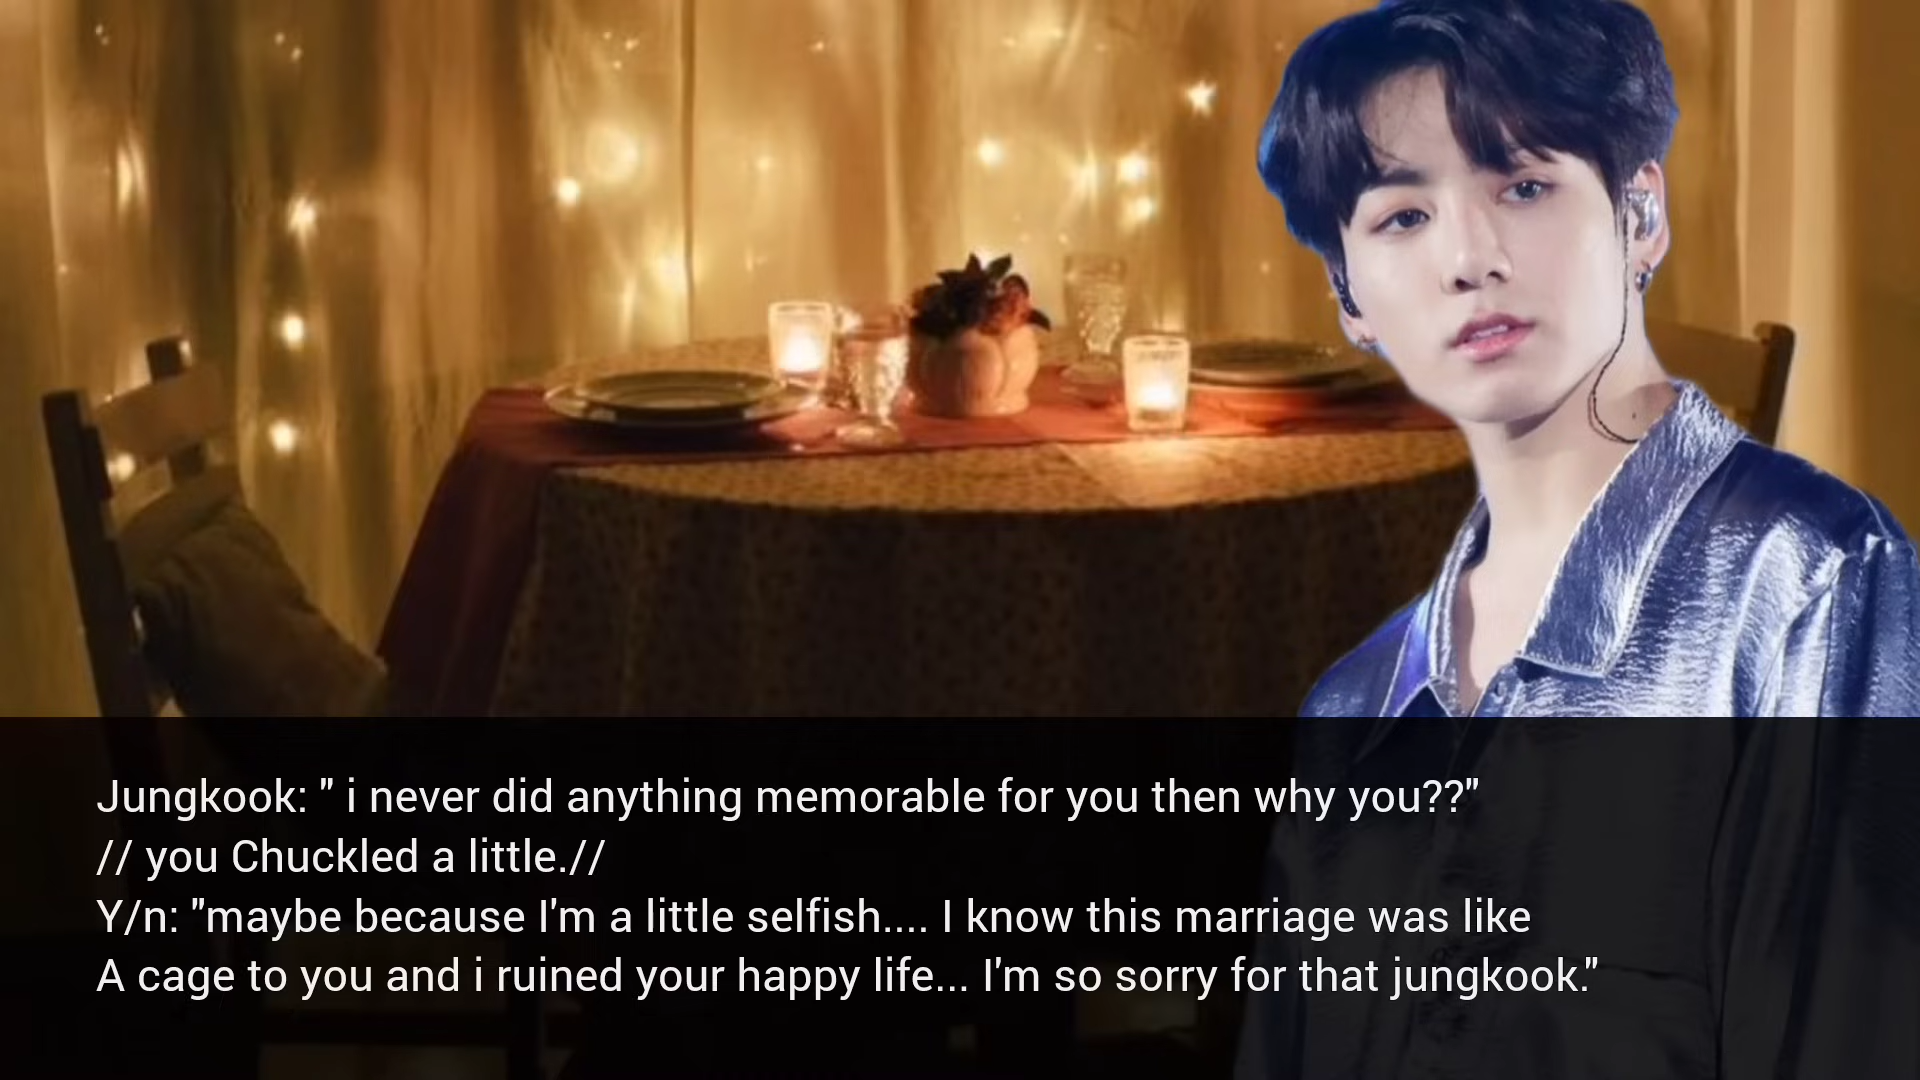 Jungkook: " i never did anything memorable for you then why you??"
// you Chuckled a little.//
Y/n: "maybe because I'm a little selfish.... I know this marriage was like
A cage to you and i ruined your happy life... I'm so sorry for that jungkook."